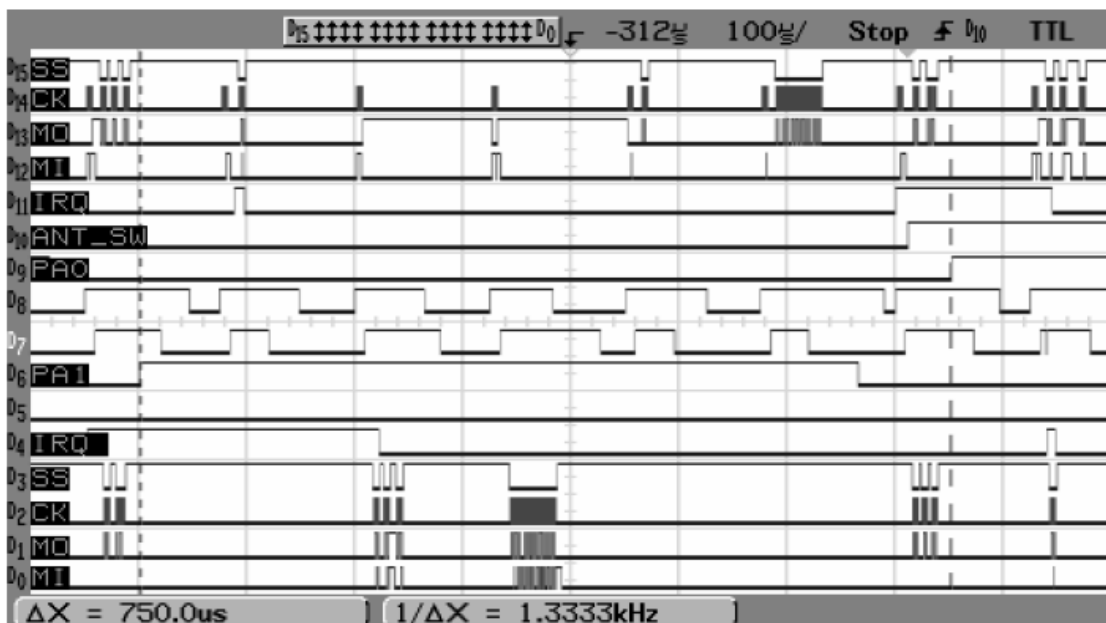 D15 ↕↕↕↕ ↕↕↕↕ ↕↕↕↕ ↕↕↕↕ D0 -312us 100us/ Stop D10 TTL
D15 SS
D14 CK
D13 MO
D12 MI
D11 IRQ
D10 ANT_SW
D9 PA0
D8
D7
D6 PA1
D5
D4 IRQ
D3 SS
D2 CK
D1 MO
D0 MI
ΔX = 750.0us 1/ΔX = 1.3333kHz